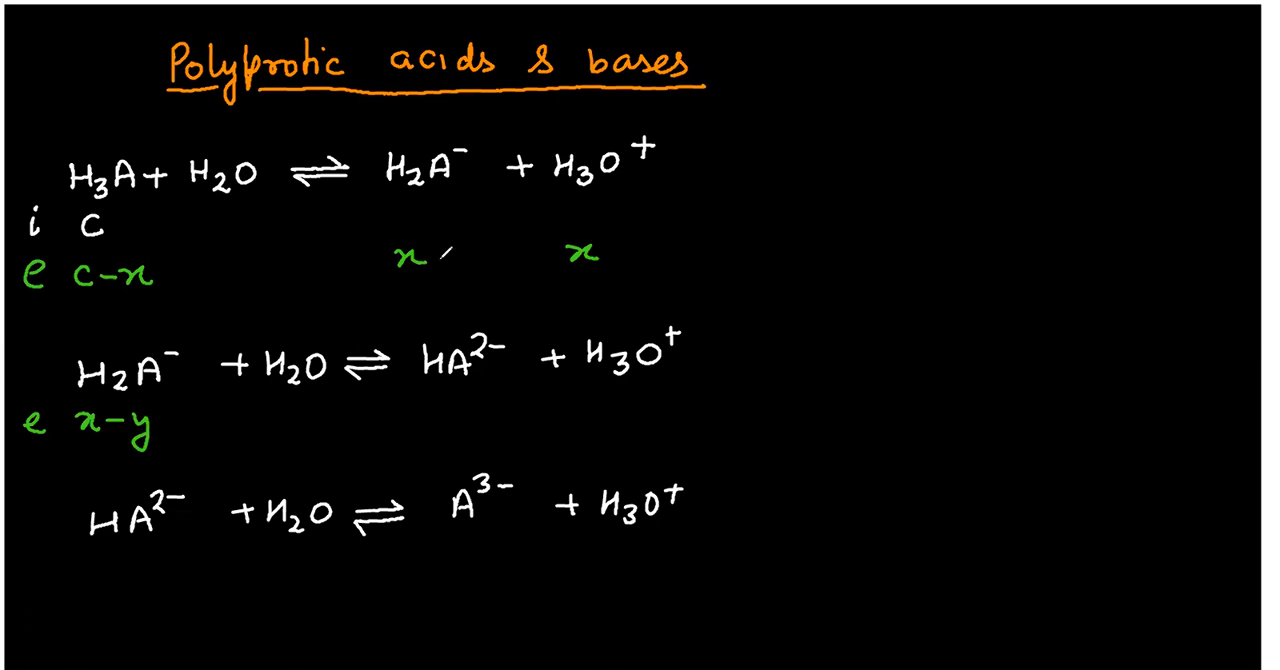 Polyprotic acids & bases
H₃A + H₂O ⇌ H₂A⁻ + H₃O⁺
i c
e c-x x x
H₂A⁻ + H₂O ⇌ HA²⁻ + H₃O⁺
e x-y
HA²⁻ + H₂O ⇌ A³⁻ + H₃O⁺